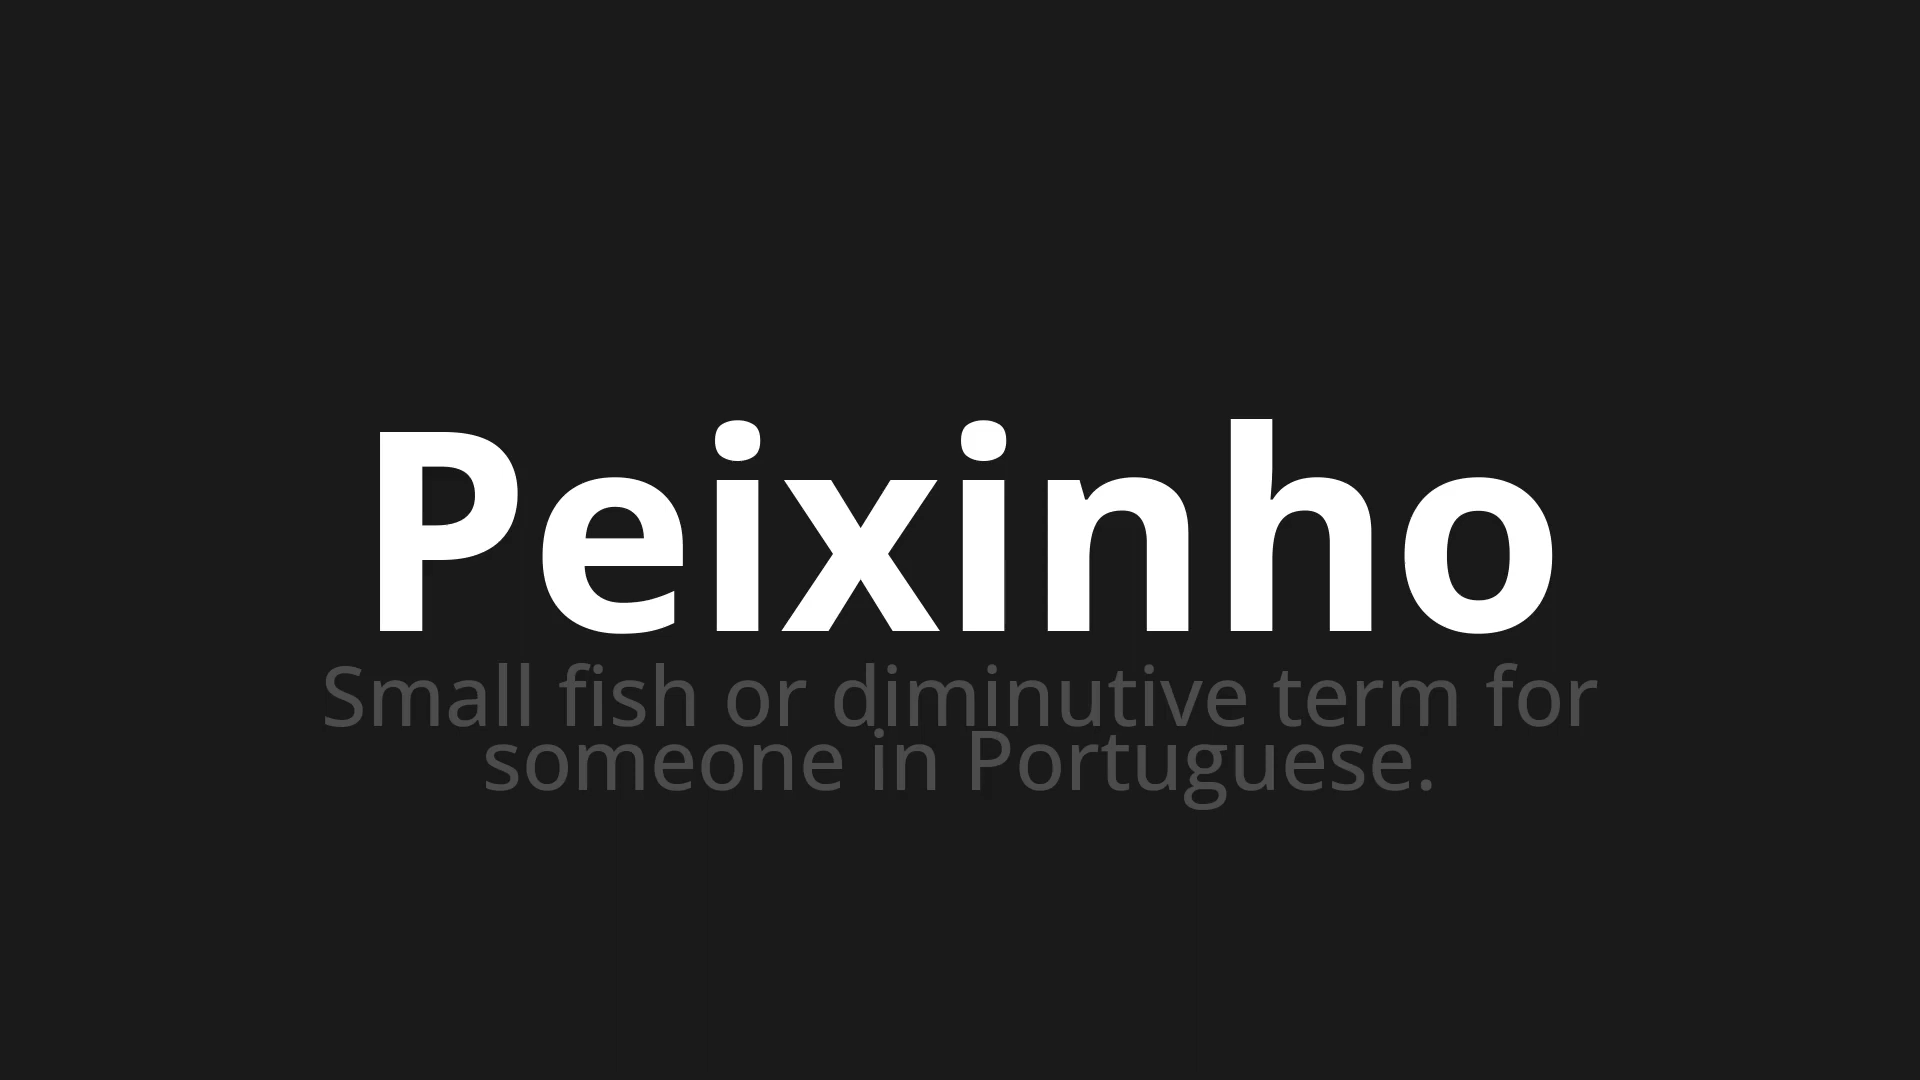 Peixinho
Small fish or diminutive term for
someone in Portuguese.